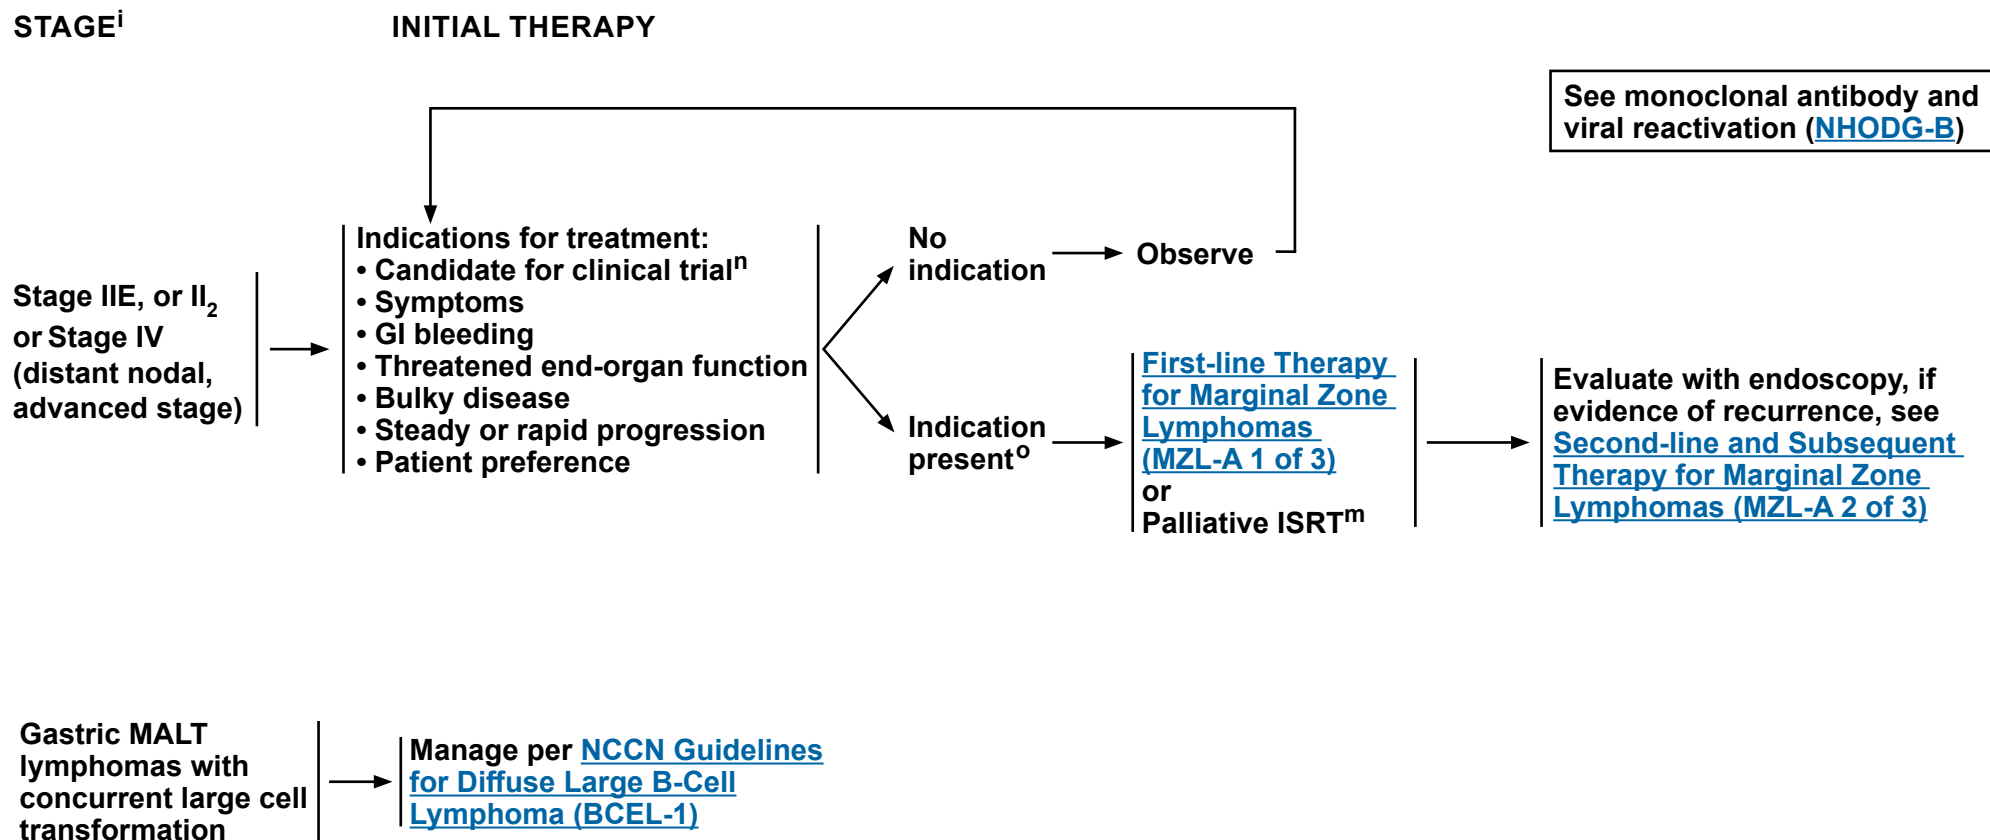 STAGEⁱ
INITIAL THERAPY
See monoclonal antibody and
viral reactivation (NHODG-B)
Stage IIE, or II₂
or Stage IV
(distant nodal,
advanced stage)
Indications for treatment:
• Candidate for clinical trialⁿ
• Symptoms
• GI bleeding
• Threatened end-organ function
• Bulky disease
• Steady or rapid progression
• Patient preference
No
indication
Observe
Indication
presentᵒ
First-line Therapy
for Marginal Zone
Lymphomas
(MZL-A 1 of 3)
or
Palliative ISRTᵐ
Evaluate with endoscopy, if
evidence of recurrence, see
Second-line and Subsequent
Therapy for Marginal Zone
Lymphomas (MZL-A 2 of 3)
Gastric MALT
lymphomas with
concurrent large cell
transformation
Manage per NCCN Guidelines
for Diffuse Large B-Cell
Lymphoma (BCEL-1)